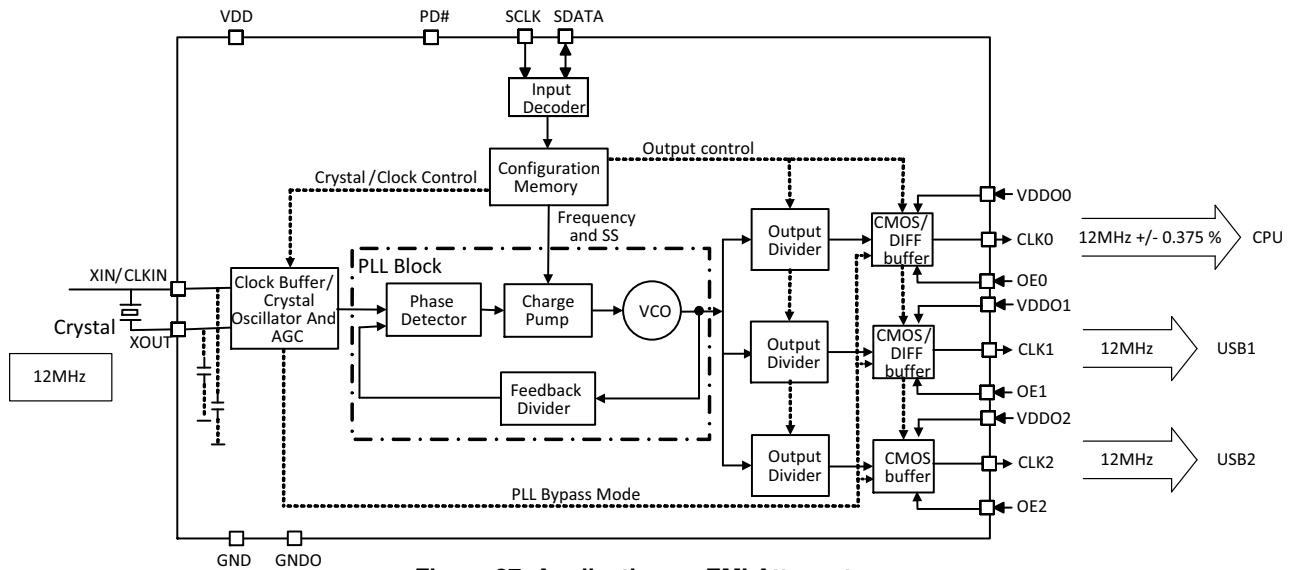 VDD
PD#
SCLK
SDATA
Input
Decoder
Output control
Configuration
Memory
Crystal /Clock Control
Frequency
and SS
VDDO0
Output
Divider
CMOS/
DIFF
buffer
CLK0
12MHz +/- 0.375 %
CPU
PLL Block
XIN/CLKIN
Clock Buffer/
Crystal
Oscillator And
AGC
Phase
Detector
Charge
Pump
VCO
OE0
VDDO1
Crystal
XOUT
Output
Divider
CMOS/
DIFF
buffer
CLK1
12MHz
USB1
12MHz
Feedback
Divider
OE1
VDDO2
Output
Divider
CMOS
buffer
CLK2
12MHz
USB2
PLL Bypass Mode
OE2
GND
GNDO